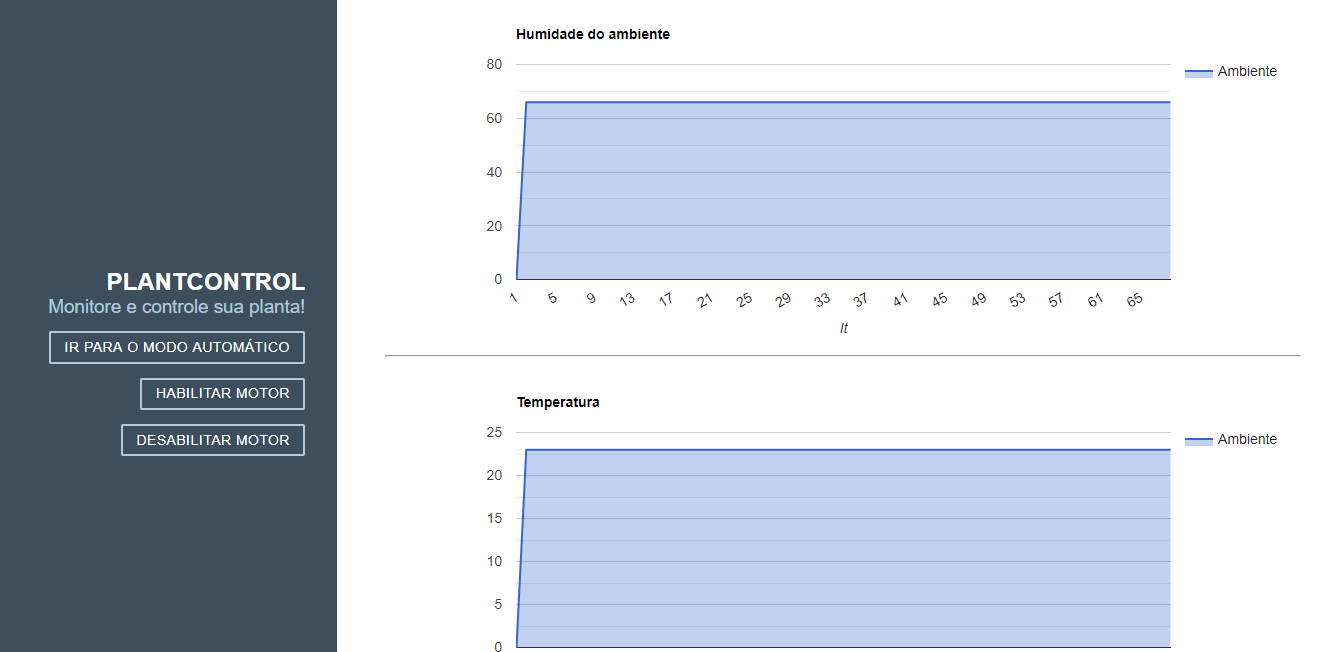 PLANTCONTROL
Monitore e controle sua planta!
IR PARA O MODO AUTOMÁTICO
HABILITAR MOTOR
DESABILITAR MOTOR
Humidade do ambiente
80
60
40
20
0
1 5 9 13 17 21 25 29 33 37 41 45 49 53 57 61 65
It
Ambiente
Temperatura
25
20
15
10
5
0
Ambiente